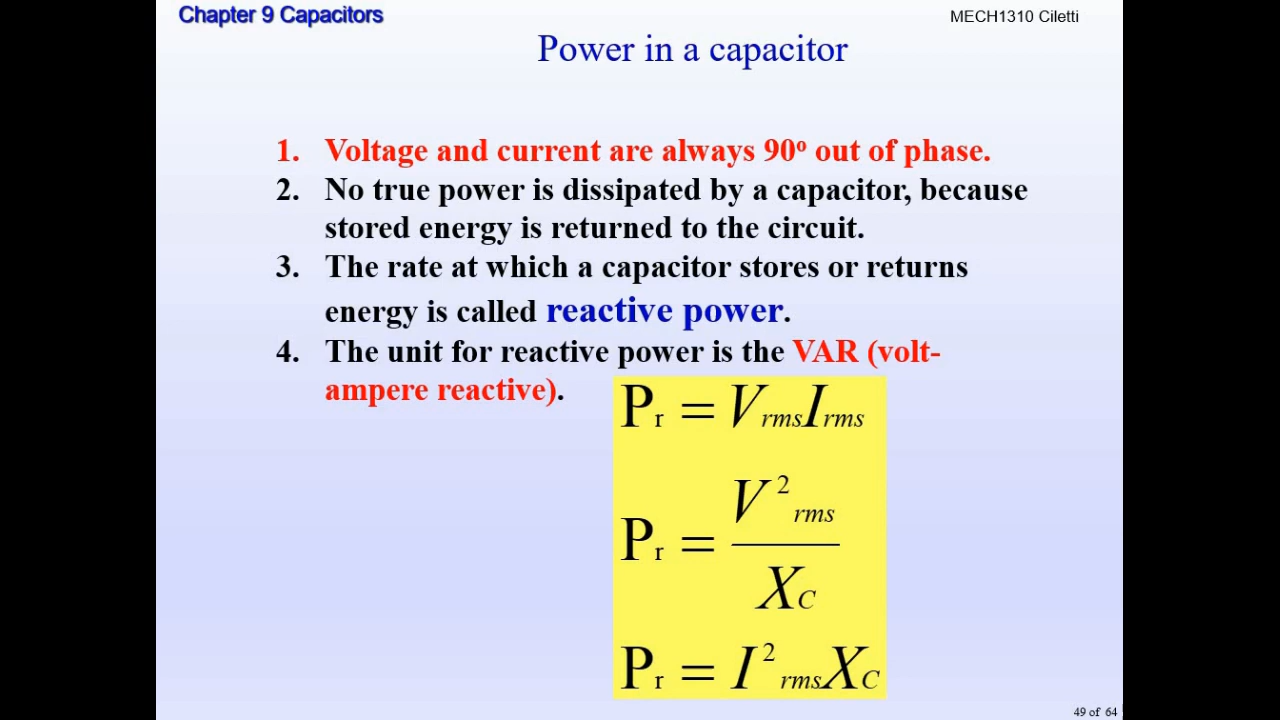 Chapter 9 Capacitors
MECH1310 Ciletti
Power in a capacitor
1. Voltage and current are always 90º out of phase.
2. No true power is dissipated by a capacitor, because
stored energy is returned to the circuit.
3. The rate at which a capacitor stores or returns
energy is called reactive power.
4. The unit for reactive power is the VAR (volt-
ampere reactive).
Pr = VrmsIrms
Pr = V²rms / XC
Pr = I²rmsXC
49 of 64